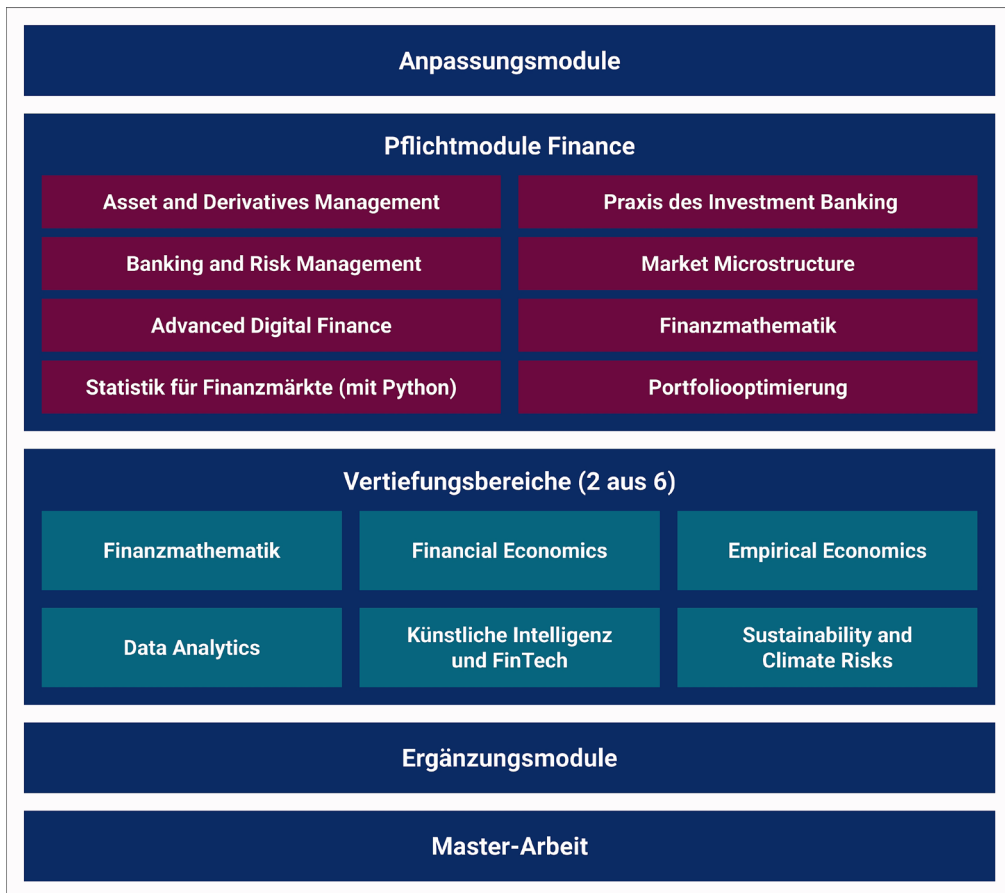 Anpassungsmodule
Pflichtmodule Finance
Asset and Derivatives Management
Praxis des Investment Banking
Banking and Risk Management
Market Microstructure
Advanced Digital Finance
Finanzmathematik
Statistik für Finanzmärkte (mit Python)
Portfoliooptimierung
Vertiefungsbereiche (2 aus 6)
Finanzmathematik
Financial Economics
Empirical Economics
Data Analytics
Künstliche Intelligenz
und FinTech
Sustainability and
Climate Risks
Ergänzungsmodule
Master-Arbeit